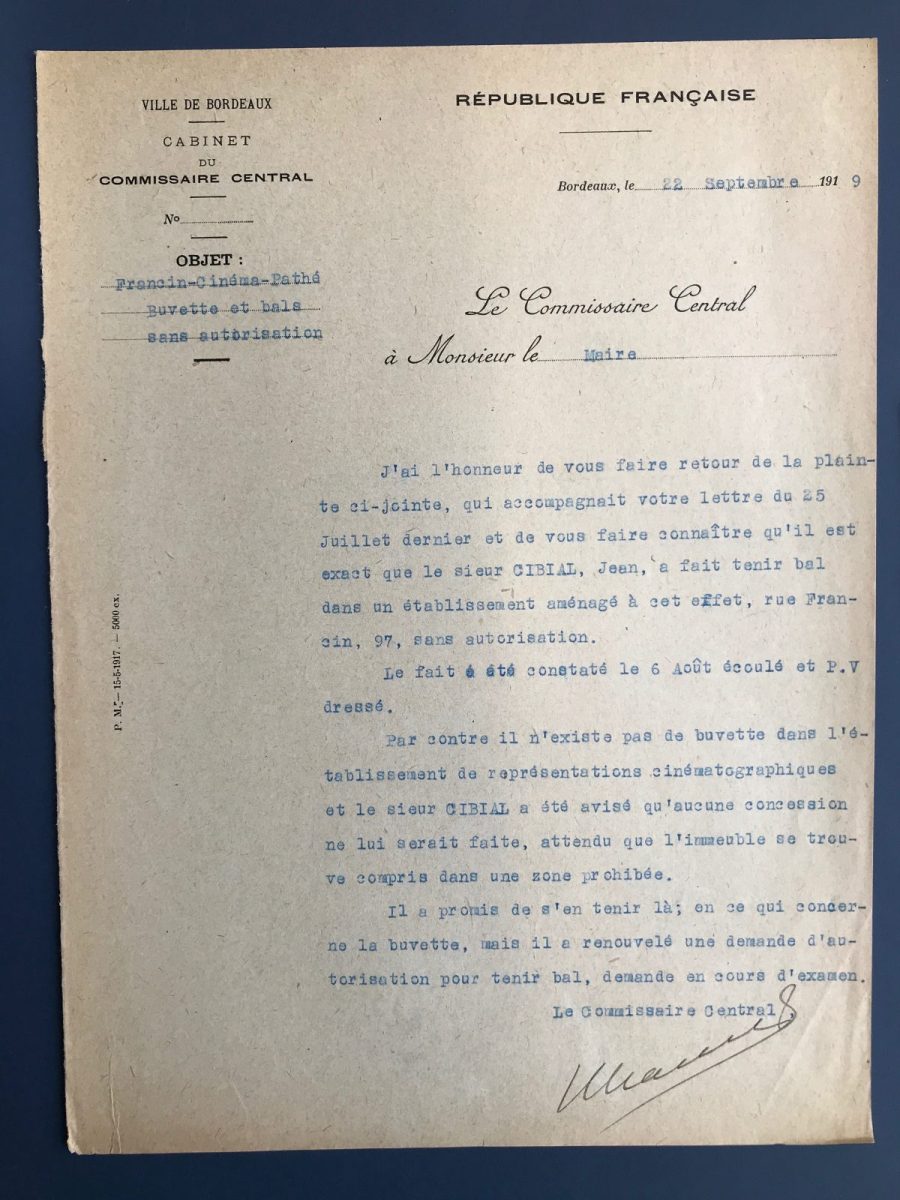 VILLE DE BORDEAUX
CABINET
DU
COMMISSAIRE CENTRAL
No
OBJET :
Francin-Cinéma-Pathé
Buvette et bals
sans autorisation
RÉPUBLIQUE FRANÇAISE
Bordeaux, le 22 Septembre 1919
Le Commissaire Central
à Monsieur le Maire
J'ai l'honneur de vous faire retour de la plain-
te ci-jointe, qui accompagnait votre lettre du 25
Juillet dernier et de vous faire connaître qu'il est
exact que le sieur CIBIAL, Jean, a fait tenir bal
dans un établissement aménagé à cet effet, rue Fran-
cin, 97, sans autorisation.
Le fait a été constaté le 6 Août écoulé et P.V
dressé.
Par contre il n'existe pas de buvette dans l'é-
tablissement de représentations cinématographiques
et le sieur CIBIAL a été avisé qu'aucune concession
ne lui serait faite, attendu que l'immeuble se trou-
ve compris dans une zone prohibée.
Il a promis de s'en tenir là; en ce qui concer-
ne la buvette, mais il a renouvelé une demande d'au-
torisation pour tenir bal, demande en cours d'examen.
Le Commissaire Central,
P. M. — 15-5-1917. — 5000 ex.